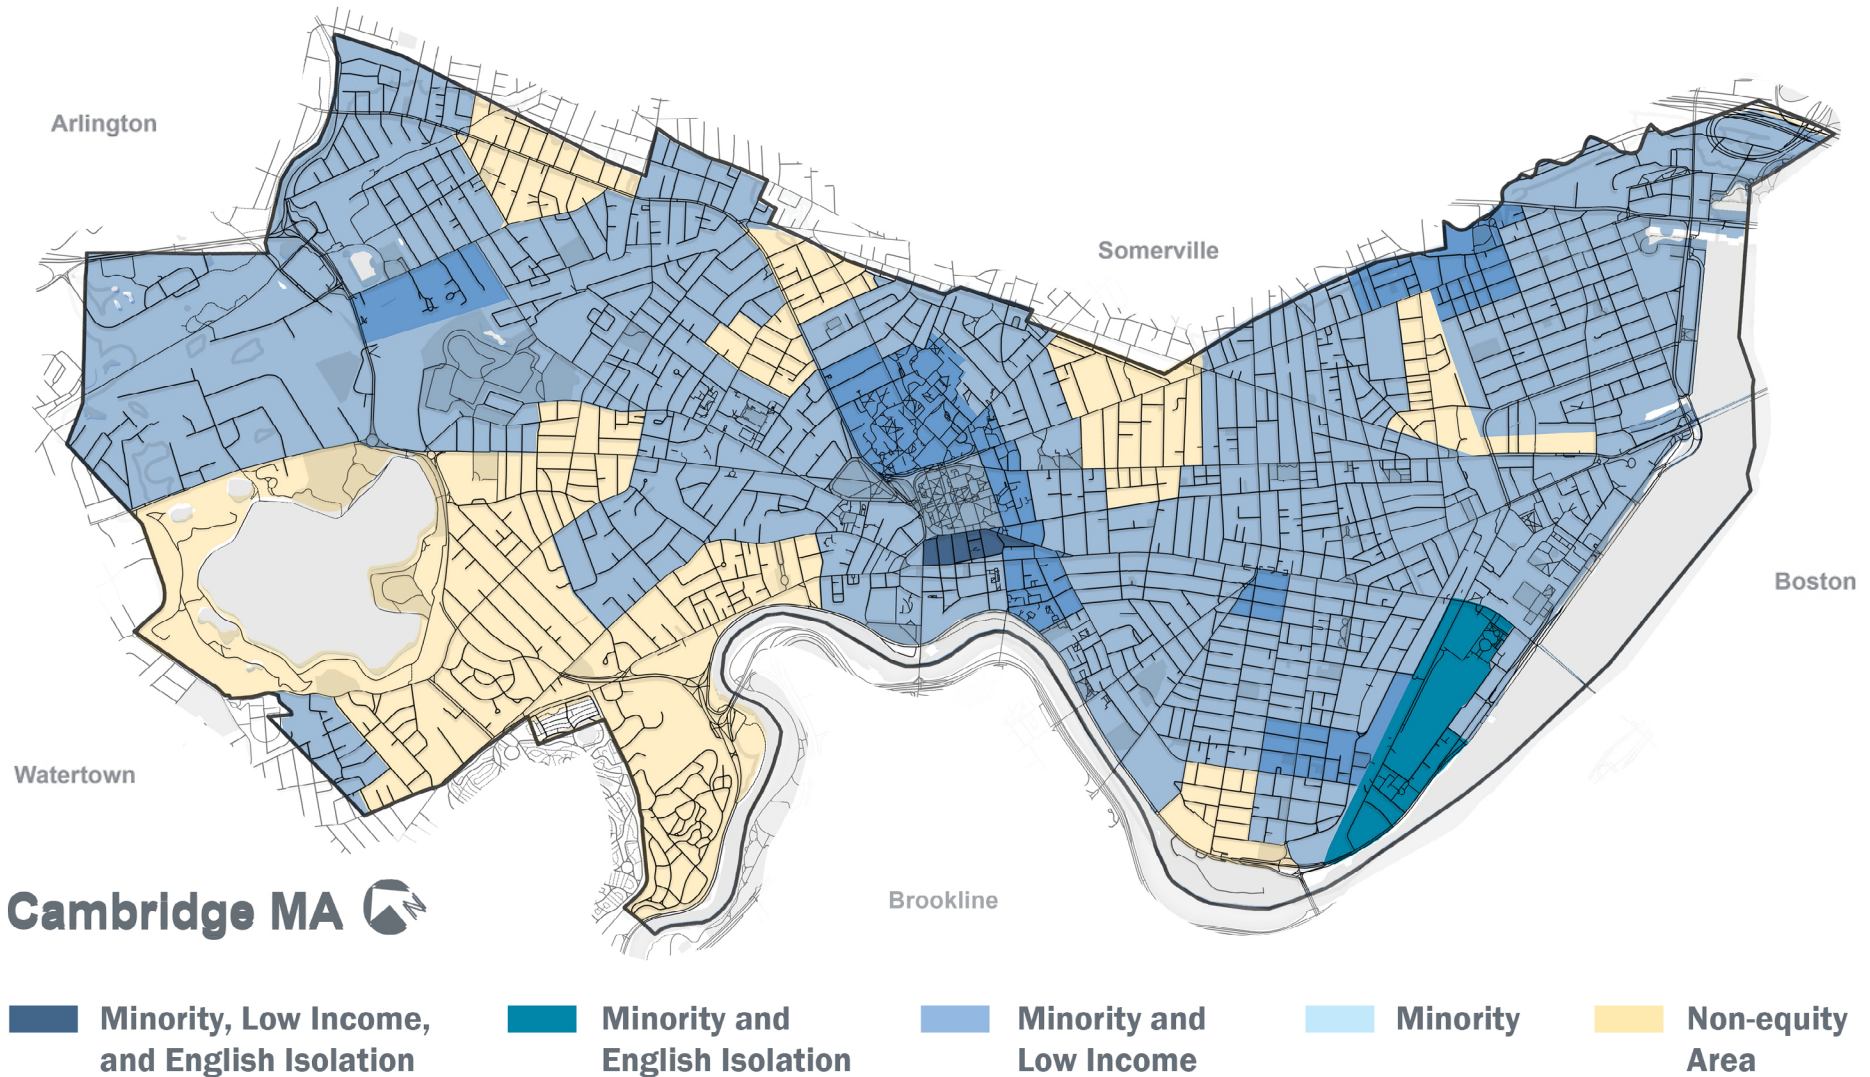 Arlington
Somerville
Boston
Watertown
Brookline
Cambridge MA
N
Minority, Low Income,
and English Isolation
Minority and
English Isolation
Minority and
Low Income
Minority
Non-equity
Area